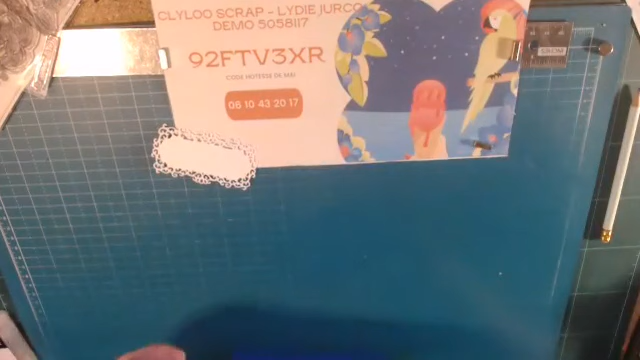 CLYLOO SCRAP - LYDIE JURCO
DEMO 5058117
92FTV3XR
CODE HOTESSE DE MAI
06 10 43 20 17